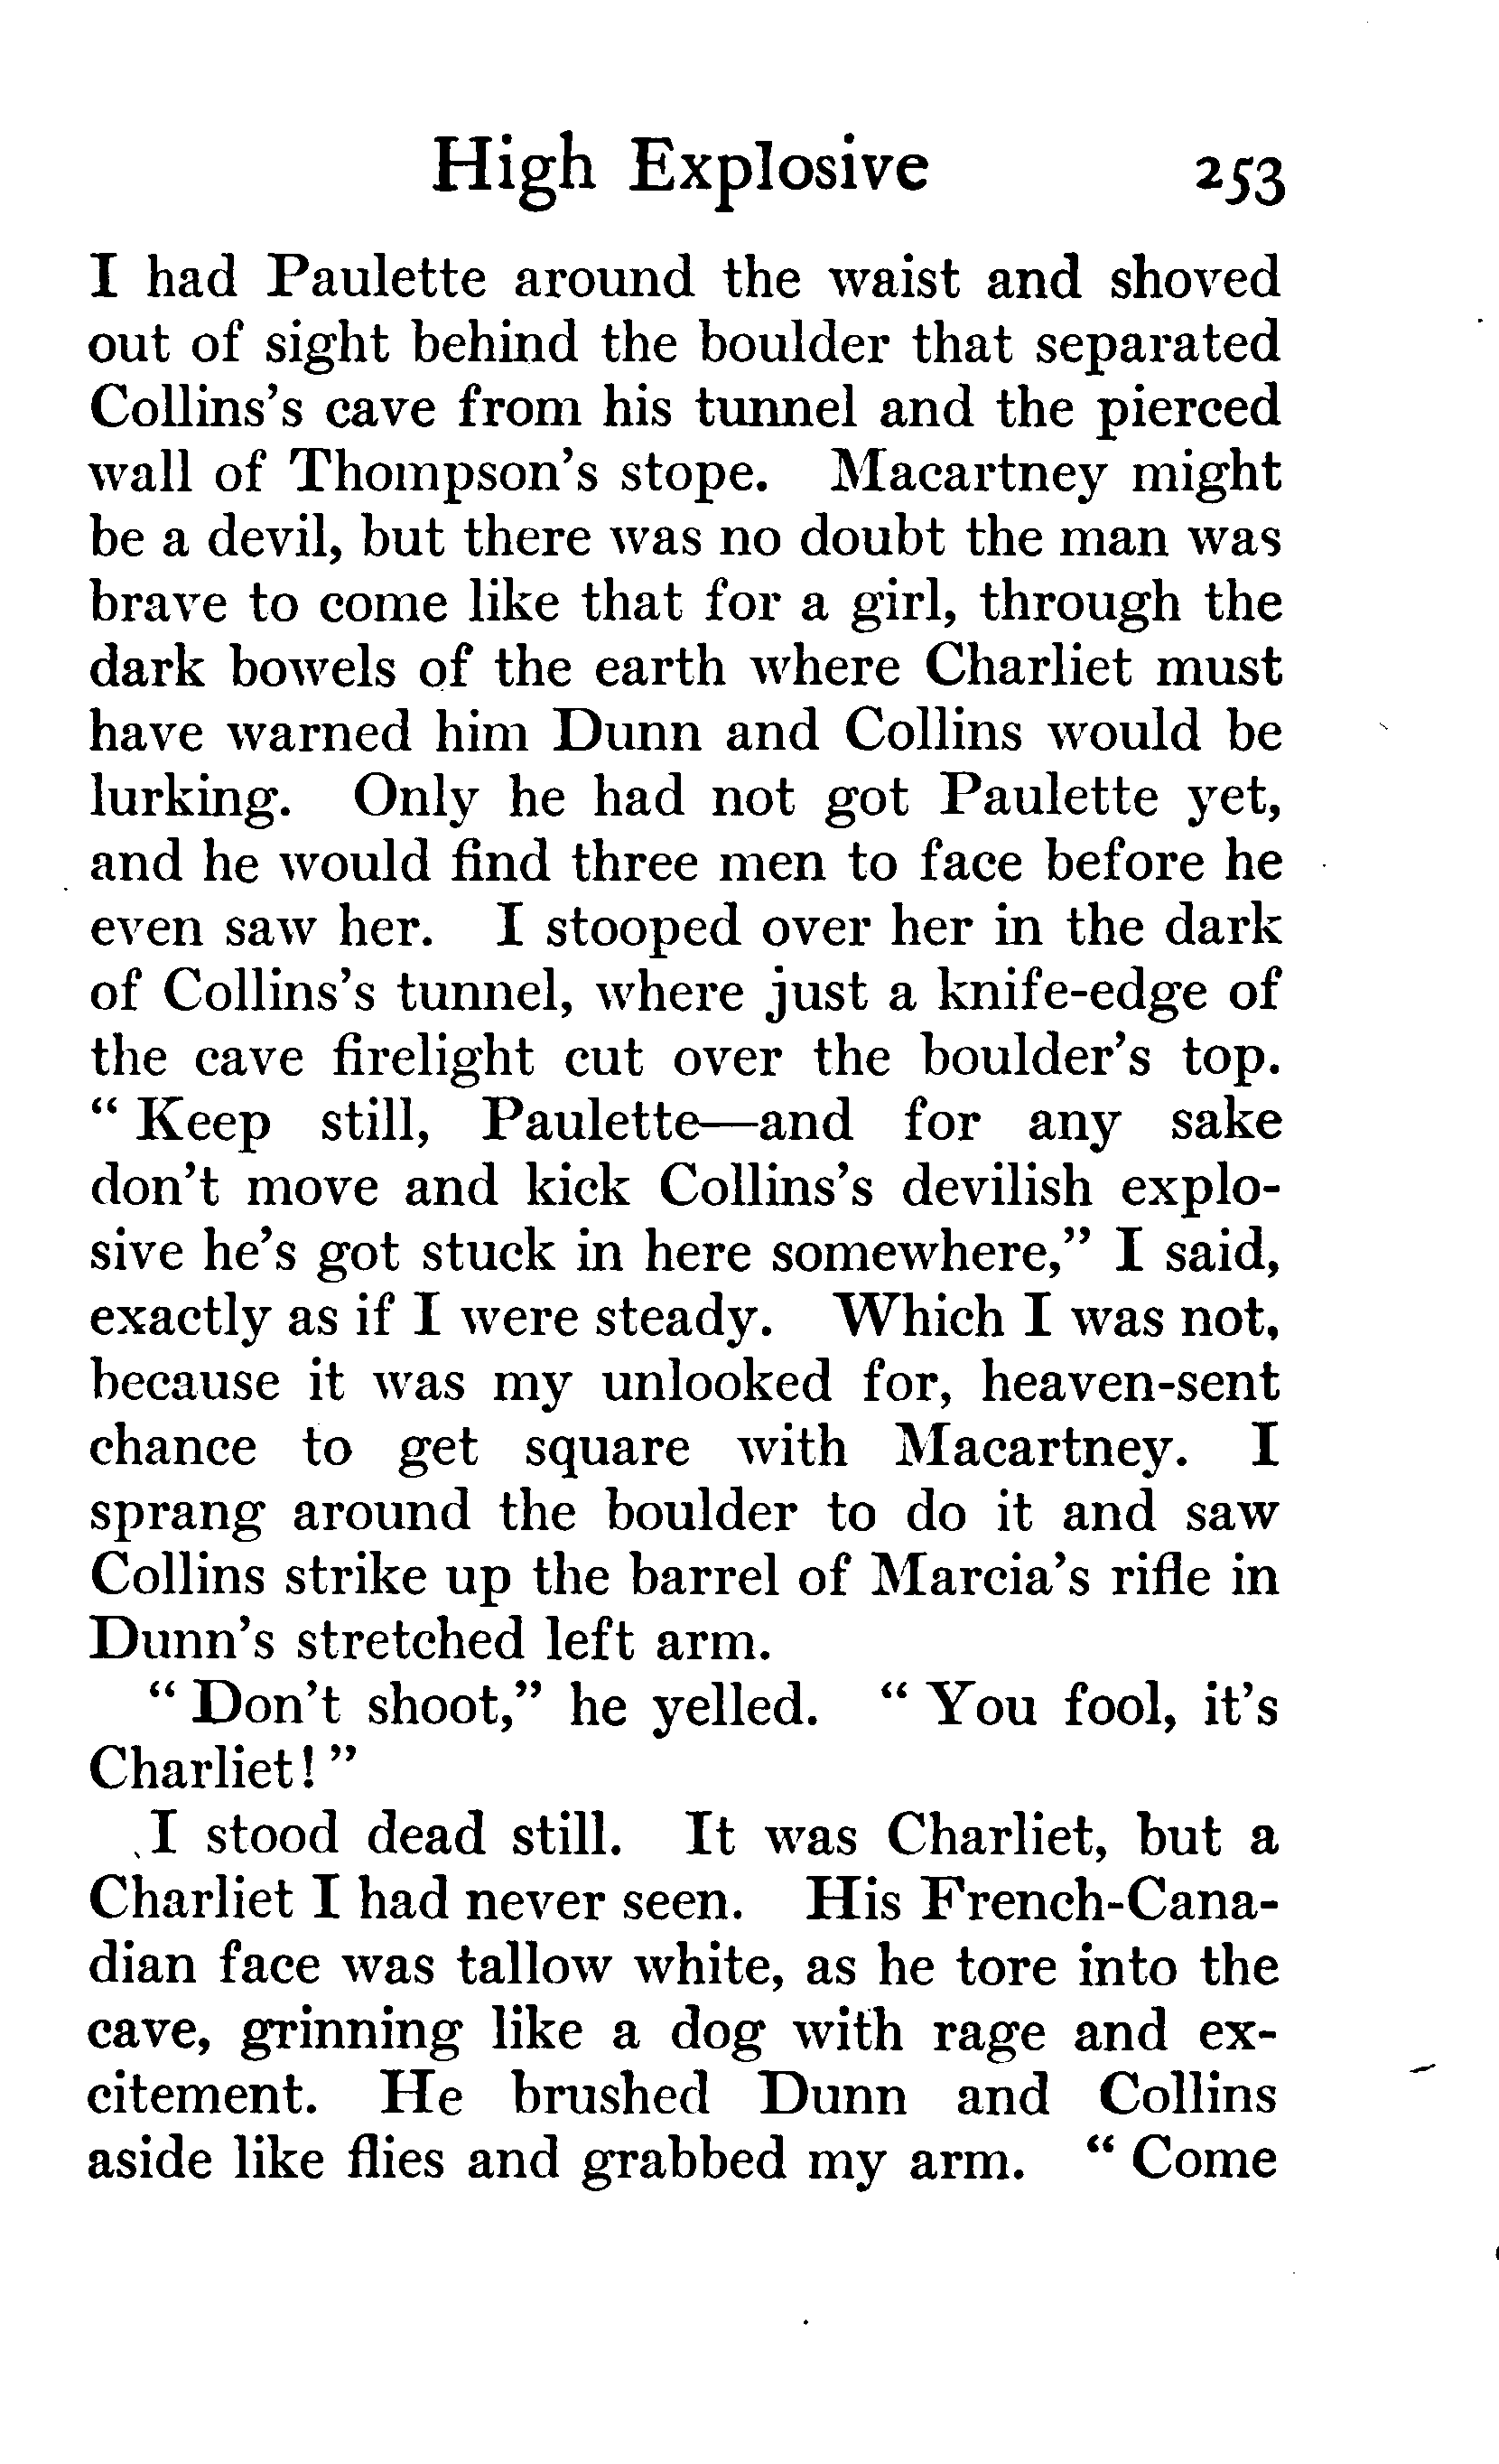 High Explosive 253
I had Paulette around the waist and shoved
out of sight behind the boulder that separated
Collins's cave from his tunnel and the pierced
wall of Thompson's stope. Macartney might
be a devil, but there was no doubt the man was
brave to come like that for a girl, through the
dark bowels of the earth where Charliet must
have warned him Dunn and Collins would be
lurking. Only he had not got Paulette yet,
and he would find three men to face before he
even saw her. I stooped over her in the dark
of Collins's tunnel, where just a knife-edge of
the cave firelight cut over the boulder's top.
" Keep still, Paulette—and for any sake
don't move and kick Collins's devilish explo-
sive he's got stuck in here somewhere," I said,
exactly as if I were steady. Which I was not,
because it was my unlooked for, heaven-sent
chance to get square with Macartney. I
sprang around the boulder to do it and saw
Collins strike up the barrel of Marcia's rifle in
Dunn's stretched left arm.
" Don't shoot," he yelled. " You fool, it's
Charliet! "
I stood dead still. It was Charliet, but a
Charliet I had never seen. His French-Cana-
dian face was tallow white, as he tore into the
cave, grinning like a dog with rage and ex-
citement. He brushed Dunn and Collins
aside like flies and grabbed my arm. " Come